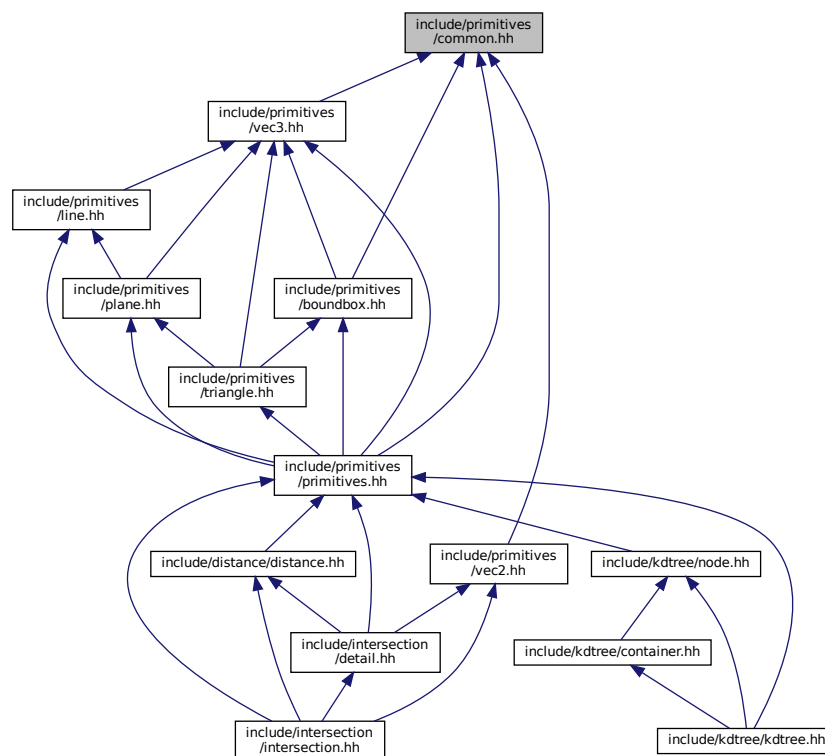 include/primitives
/common.hh
include/primitives
/vec3.hh
include/primitives
/line.hh
include/primitives
/plane.hh
include/primitives
/boundbox.hh
include/primitives
/triangle.hh
include/primitives
/primitives.hh
include/distance/distance.hh
include/primitives
/vec2.hh
include/kdtree/node.hh
include/intersection
/detail.hh
include/kdtree/container.hh
include/intersection
/intersection.hh
include/kdtree/kdtree.hh